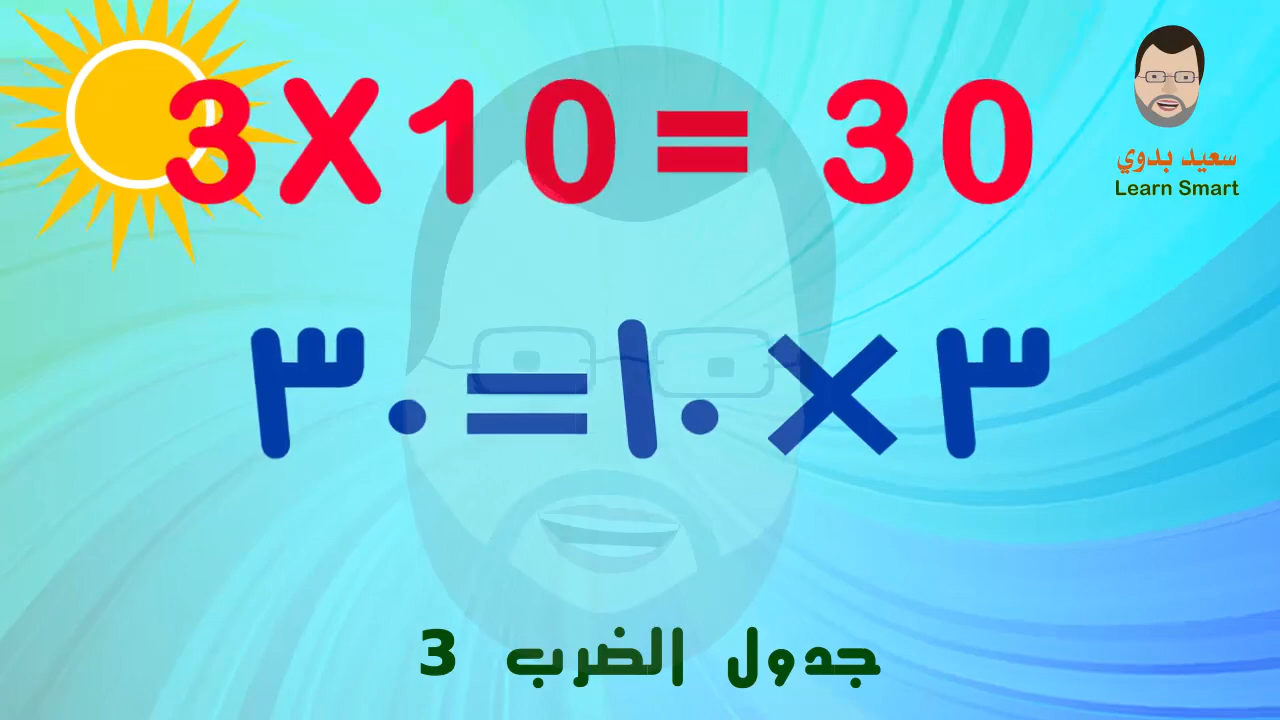 3X10= 30
سعيد بدوي
Learn Smart
٣ × ١٠ = ٣٠
جدول الضرب 3